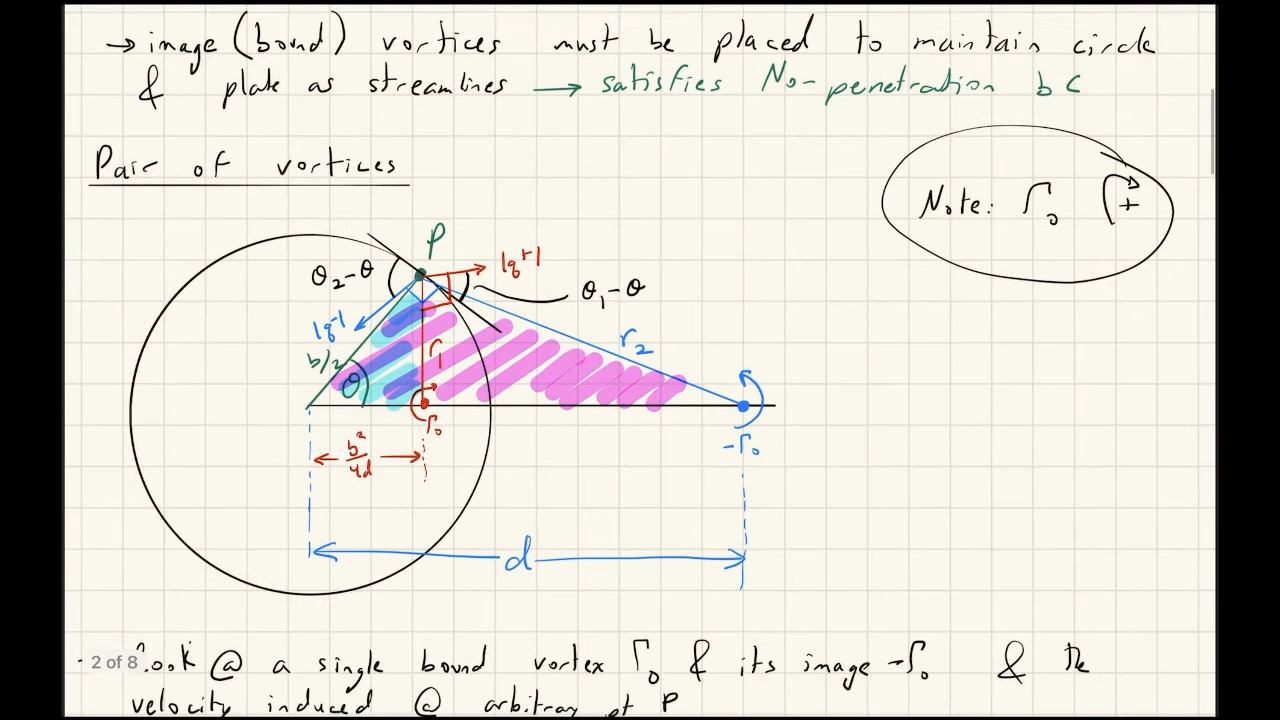 → image (bound) vortices must be placed to maintain circle
& plate as streamlines → satisfies No-penetration bc
Pair of vortices
Note: Γ₀ +
P
|q⁺|
θ₂-θ
θ₁-θ
|q⁻|
b/2
θ
r₁
r₂
Γ₀
-Γ₀
b²/4d
d
Look @ a single bound vortex Γ₀ & its image -Γ₀ & the
2 of 8
velocity induced @ arbitrary pt P